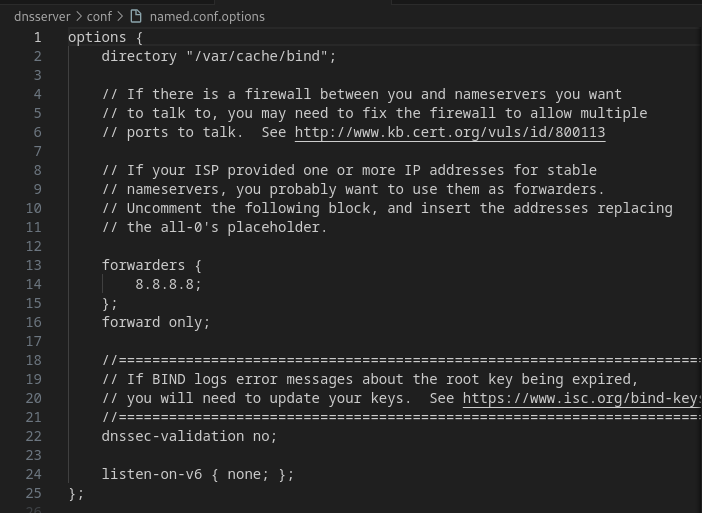 dnsserver > conf > named.conf.options
1 options {
2     directory "/var/cache/bind";
3
4     // If there is a firewall between you and nameservers you want
5     // to talk to, you may need to fix the firewall to allow multiple
6     // ports to talk.  See http://www.kb.cert.org/vuls/id/800113
7
8     // If your ISP provided one or more IP addresses for stable
9     // nameservers, you probably want to use them as forwarders.
10     // Uncomment the following block, and insert the addresses replacing
11     // the all-0's placeholder.
12
13     forwarders {
14         8.8.8.8;
15     };
16     forward only;
17
18     //=====================================================================
19     // If BIND logs error messages about the root key being expired,
20     // you will need to update your keys.  See https://www.isc.org/bind-key
21     //=====================================================================
22     dnssec-validation no;
23
24     listen-on-v6 { none; };
25 };
26